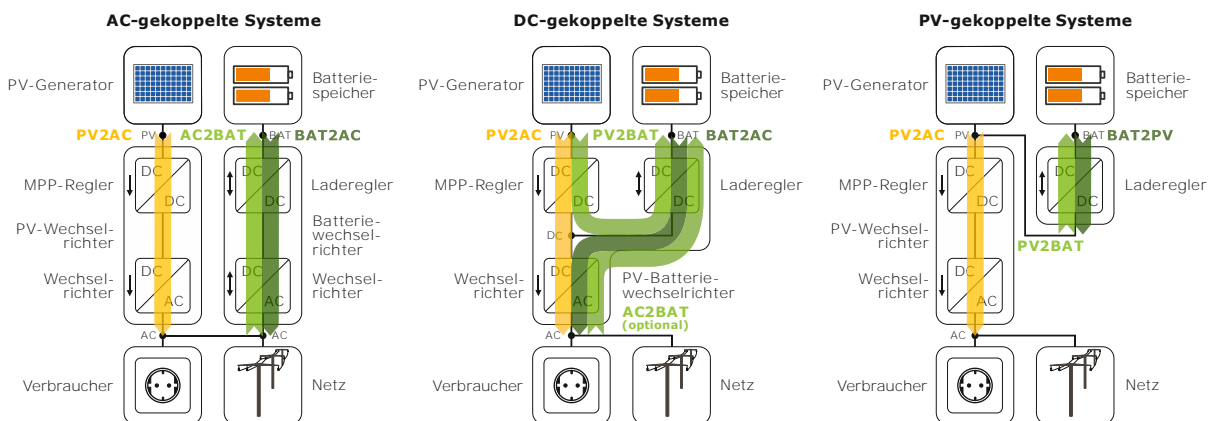 AC-gekoppelte Systeme
PV-Generator
Batterie-
speicher
PV2AC
PV
AC2BAT
BAT
BAT2AC
MPP-Regler
DC
DC
DC
DC
Laderegler
PV-Wechsel-
richter
Batterie-
wechsel-
richter
Wechsel-
richter
DC
AC
DC
AC
Wechsel-
richter
AC
AC
Verbraucher
Netz
DC-gekoppelte Systeme
PV-Generator
Batterie-
speicher
PV2AC
PV
PV2BAT
BAT
BAT2AC
MPP-Regler
DC
DC
DC
DC
Laderegler
DC
Wechsel-
richter
DC
AC
PV-Batterie-
wechselrichter
AC2BAT
(optional)
AC
Verbraucher
Netz
PV-gekoppelte Systeme
PV-Generator
Batterie-
speicher
PV2AC
PV
BAT
BAT2PV
MPP-Regler
DC
DC
DC
DC
Laderegler
PV-Wechsel-
richter
PV2BAT
Wechsel-
richter
DC
AC
AC
Verbraucher
Netz